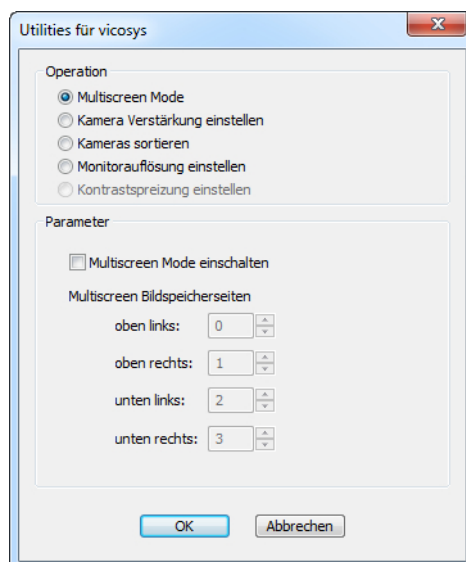 Utilities für vicosys
Operation
Multiscreen Mode
Kamera Verstärkung einstellen
Kameras sortieren
Monitorauflösung einstellen
Kontrastspreizung einstellen
Parameter
Multiscreen Mode einschalten
Multiscreen Bildspeicherseiten
oben links: 0
oben rechts: 1
unten links: 2
unten rechts: 3
OK Abbrechen